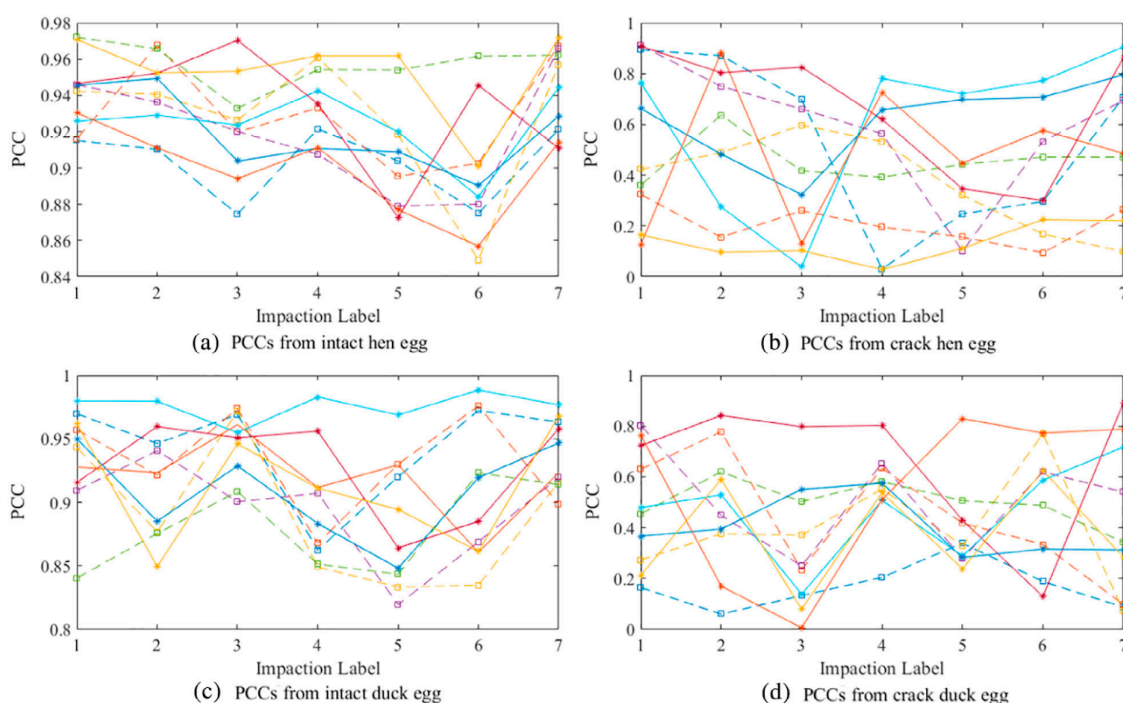 0.98
0.96
0.94
0.92
0.9
0.88
0.86
0.84
PCC
1 2 3 4 5 6 7
Impaction Label
(a) PCCs from intact hen egg
1
0.8
0.6
0.4
0.2
0
PCC
1 2 3 4 5 6 7
Impaction Label
(b) PCCs from crack hen egg
1
0.95
0.9
0.85
0.8
PCC
1 2 3 4 5 6 7
Impaction Label
(c) PCCs from intact duck egg
1
0.8
0.6
0.4
0.2
0
PCC
1 2 3 4 5 6 7
Impaction Label
(d) PCCs from crack duck egg